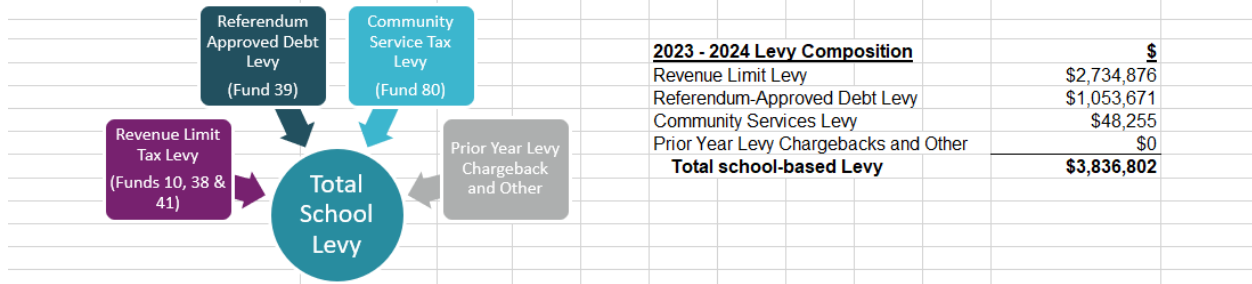 Referendum
Approved Debt
Levy
(Fund 39)
Community
Service Tax
Levy
(Fund 80)
Revenue Limit
Tax Levy
(Funds 10, 38 &
41)
Prior Year Levy
Chargeback
and Other
Total
School
Levy
2023 - 2024 Levy Composition $
Revenue Limit Levy $2,734,876
Referendum-Approved Debt Levy $1,053,671
Community Services Levy $48,255
Prior Year Levy Chargebacks and Other $0
Total school-based Levy $3,836,802